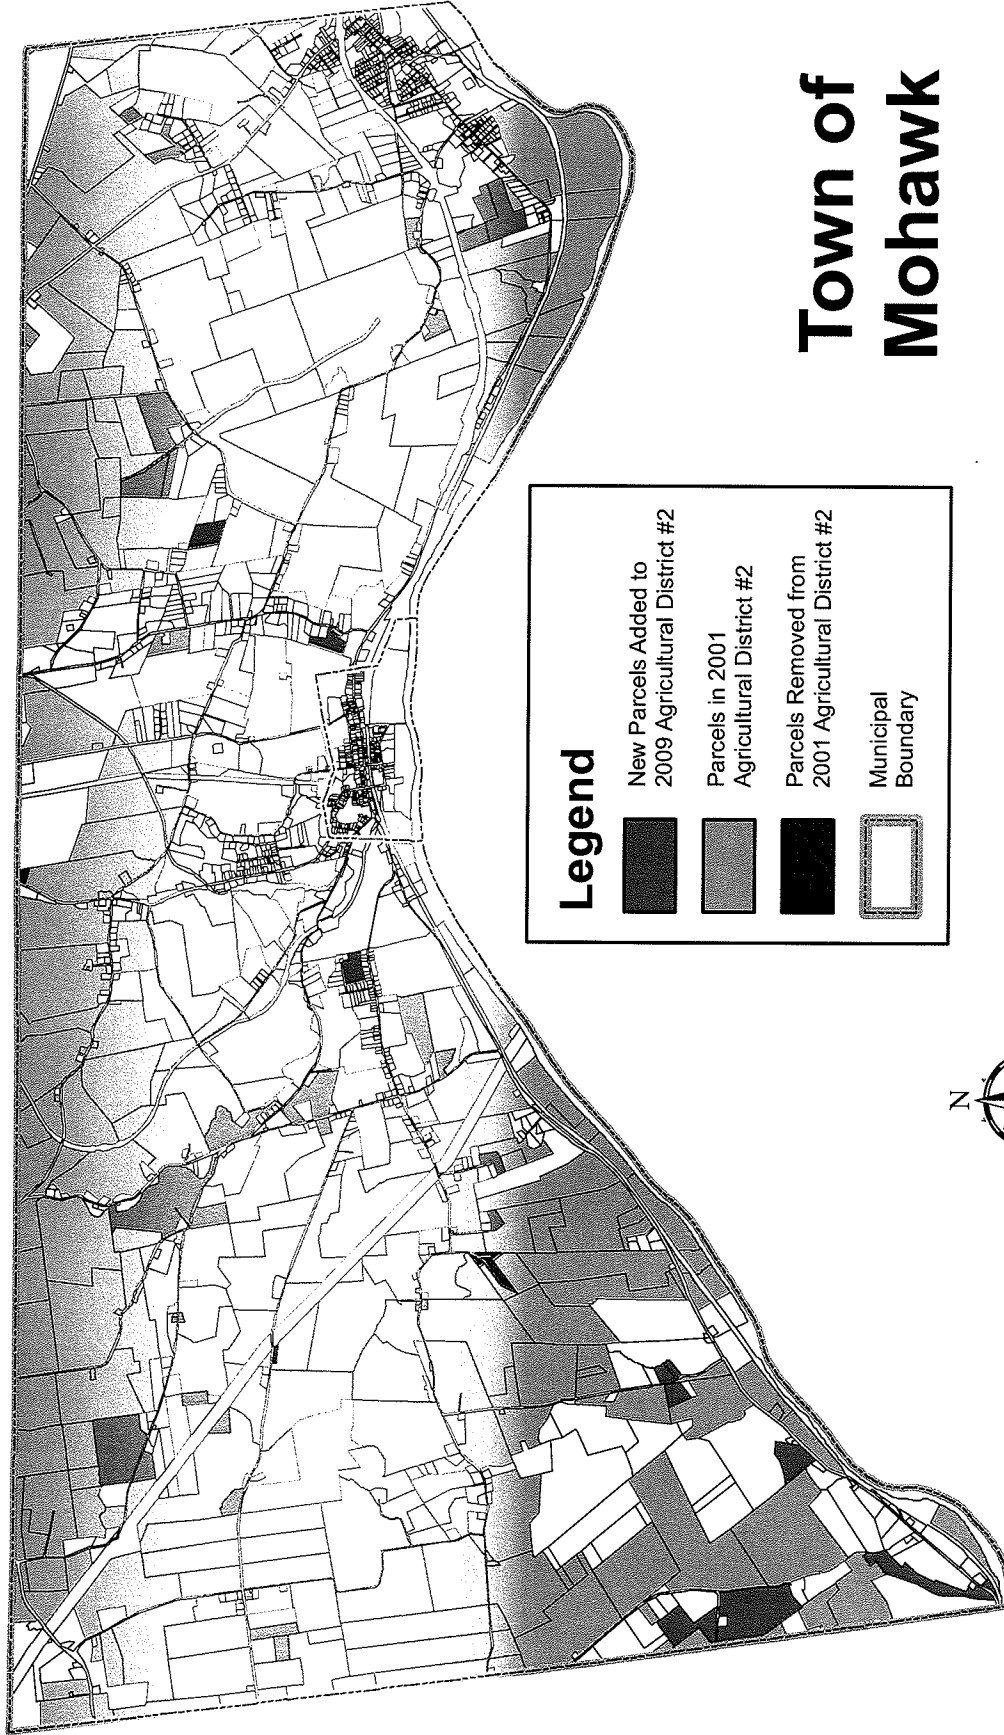 Town of
Mohawk
Legend
New Parcels Added to
2009 Agricultural District #2
Parcels in 2001
Agricultural District #2
Parcels Removed from
2001 Agricultural District #2
Municipal
Boundary
N